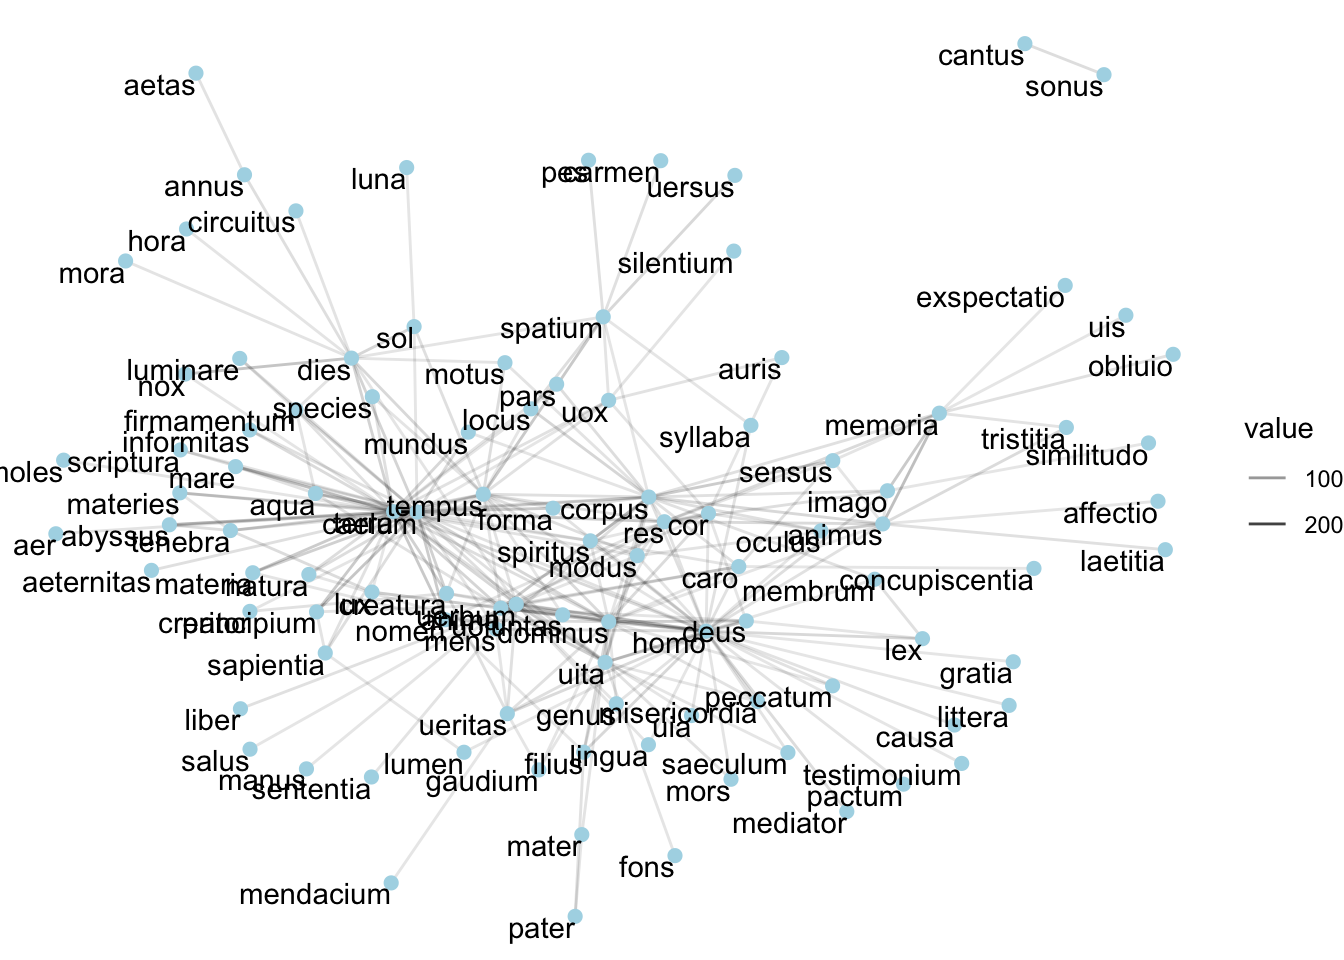 cantus
sonus
aetas
annus
luna
pes
carmen
uersus
circuitus
hora
mora
silentium
exspectatio
uis
obliuio
sol
spatium
luminare
nox
dies
motus
auris
species
pars
locus
uox
firmamentum
informitas
mundus
syllaba
memoria
tristitia
similitudo
value
100
200
moles
scriptura
mare
sensus
materies
aqua
tempus
corpus
imago
affectio
terra
caelum
forma
res
cor
oculus
animus
aer
abyssus
tenebra
spiritus
modus
laetitia
aeternitas
materia
natura
caro
membrum
concupiscentia
lux
creatura
uerbum
anima
creator
principium
nomen
uoluntas
mens
dominus
homo
deus
lex
sapientia
uita
gratia
liber
ueritas
genus
misericordia
uia
peccatum
littera
causa
salus
manus
sententia
lumen
gaudium
filius
lingua
saeculum
mors
testimonium
pactum
mediator
mater
fons
mendacium
pater